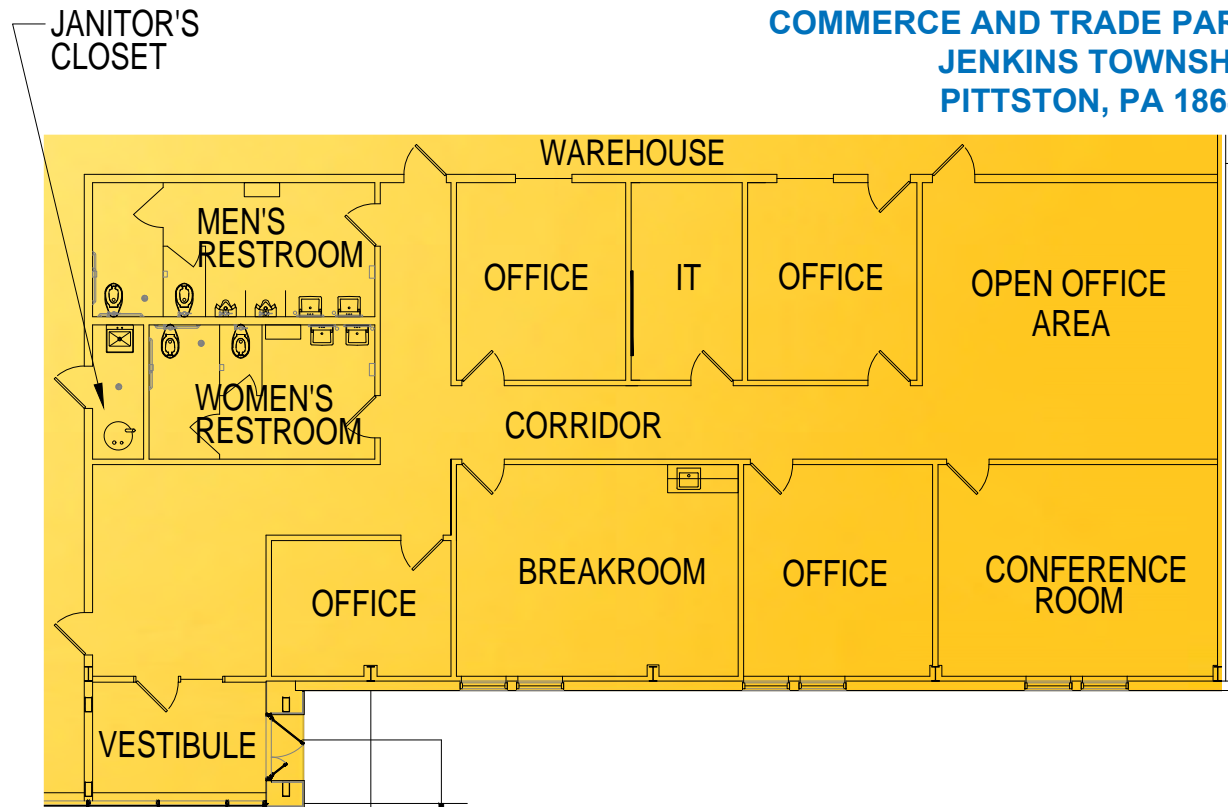 JANITOR'S
CLOSET
COMMERCE AND TRADE PAR
JENKINS TOWNSH
PITTSTON, PA 186
WAREHOUSE
MEN'S
RESTROOM
OFFICE
IT
OFFICE
OPEN OFFICE
AREA
WOMEN'S
RESTROOM
CORRIDOR
OFFICE
BREAKROOM
OFFICE
CONFERENCE
ROOM
VESTIBULE